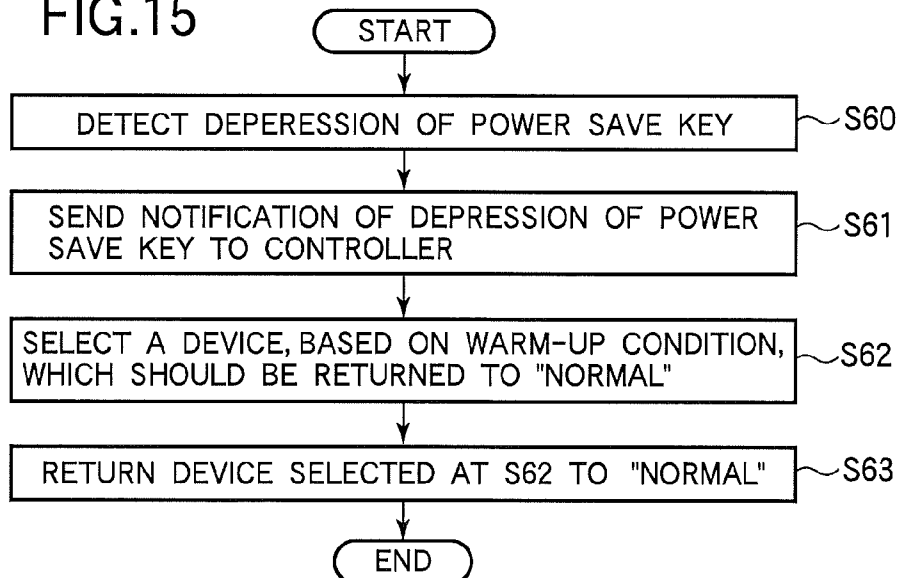 FIG.15
START
DETECT DEPERESSION OF POWER SAVE KEY
S60
SEND NOTIFICATION OF DEPRESSION OF POWER
SAVE KEY TO CONTROLLER
S61
SELECT A DEVICE, BASED ON WARM-UP CONDITION,
WHICH SHOULD BE RETURNED TO "NORMAL"
S62
RETURN DEVICE SELECTED AT S62 TO "NORMAL"
S63
END